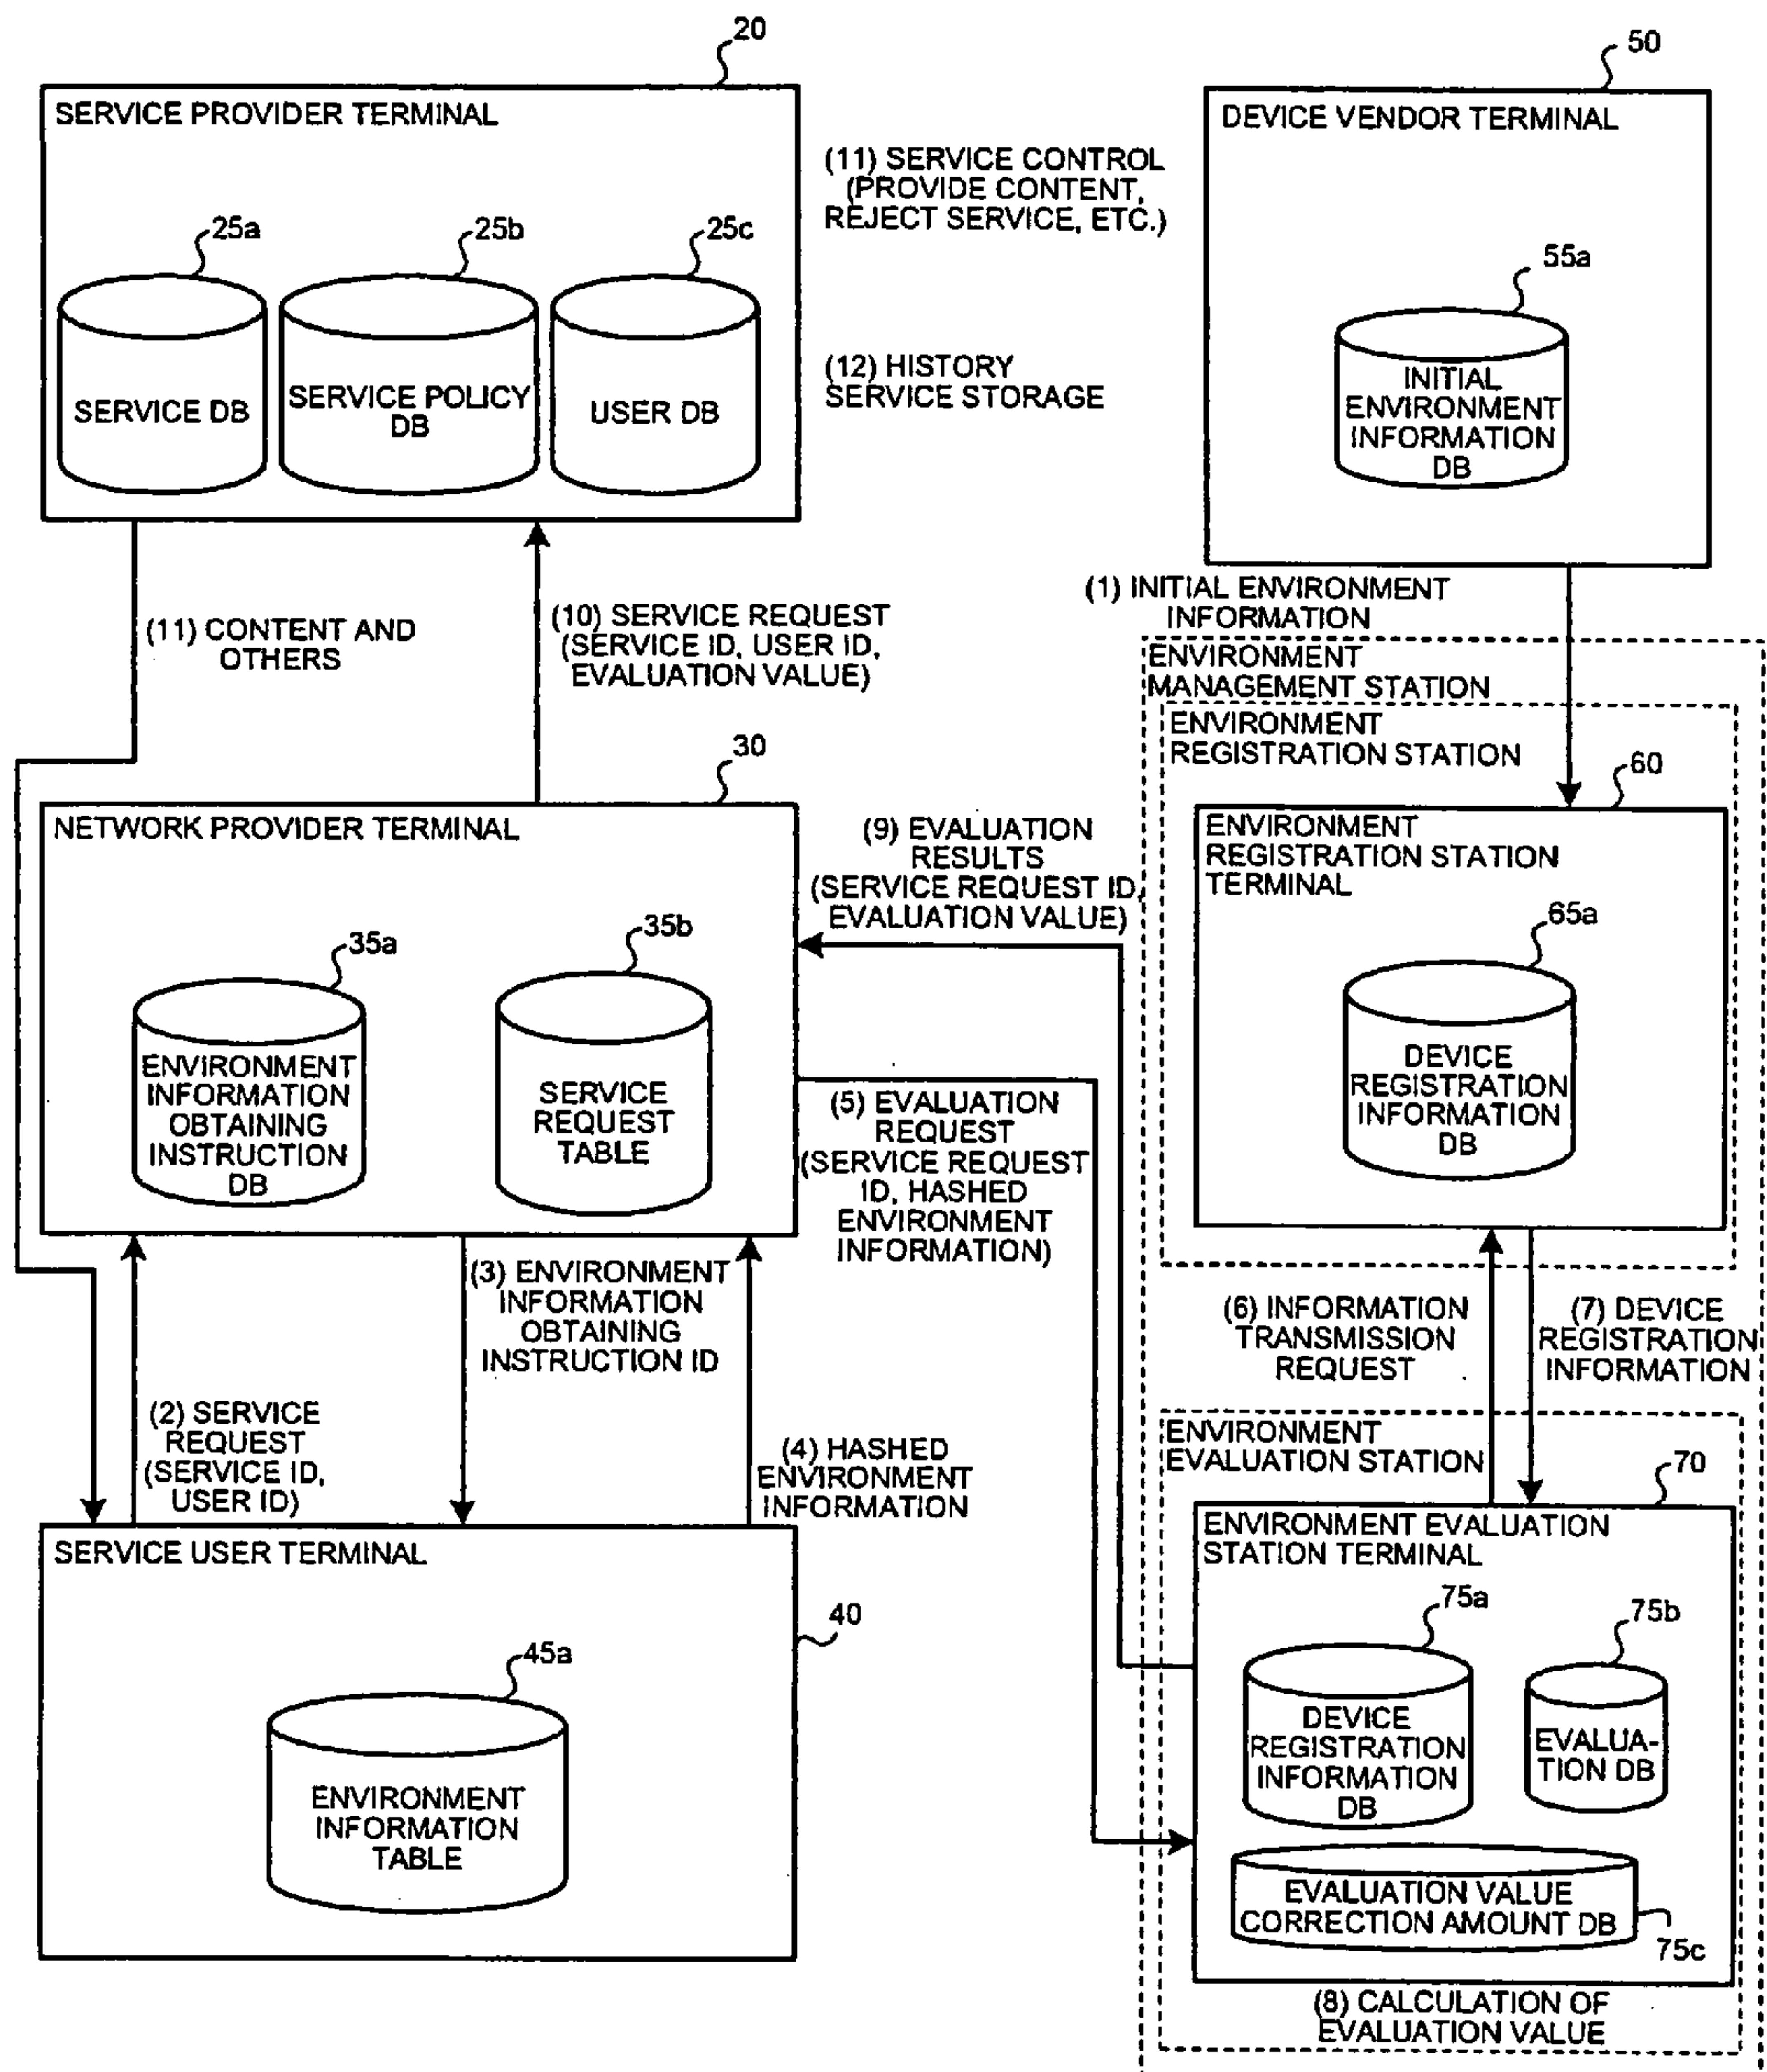 20
SERVICE PROVIDER TERMINAL
25a
25b
25c
SERVICE DB
SERVICE POLICY
DB
USER DB
(11) SERVICE CONTROL
(PROVIDE CONTENT,
REJECT SERVICE, ETC.)
(12) HISTORY
SERVICE STORAGE
50
DEVICE VENDOR TERMINAL
55a
INITIAL
ENVIRONMENT
INFORMATION
DB
(11) CONTENT AND
OTHERS
(10) SERVICE REQUEST
(SERVICE ID, USER ID,
EVALUATION VALUE)
(1) INITIAL ENVIRONMENT
INFORMATION
ENVIRONMENT
MANAGEMENT STATION
ENVIRONMENT
REGISTRATION STATION
30
NETWORK PROVIDER TERMINAL
35a
35b
ENVIRONMENT
INFORMATION
OBTAINING
INSTRUCTION
DB
SERVICE
REQUEST
TABLE
(9) EVALUATION
RESULTS
(SERVICE REQUEST ID,
EVALUATION VALUE)
(5) EVALUATION
REQUEST
(SERVICE REQUEST
ID, HASHED
ENVIRONMENT
INFORMATION)
60
ENVIRONMENT
REGISTRATION STATION
TERMINAL
65a
DEVICE
REGISTRATION
INFORMATION
DB
(2) SERVICE
REQUEST
(SERVICE ID,
USER ID)
(3) ENVIRONMENT
INFORMATION
OBTAINING
INSTRUCTION ID
(4) HASHED
ENVIRONMENT
INFORMATION
(6) INFORMATION
TRANSMISSION
REQUEST
(7) DEVICE
REGISTRATION
INFORMATION
SERVICE USER TERMINAL
40
45a
ENVIRONMENT
INFORMATION
TABLE
ENVIRONMENT
EVALUATION STATION
70
ENVIRONMENT EVALUATION
STATION TERMINAL
75a
75b
DEVICE
REGISTRATION
INFORMATION
DB
EVALUA-
TION DB
EVALUATION VALUE
CORRECTION AMOUNT DB
75c
(8) CALCULATION OF
EVALUATION VALUE